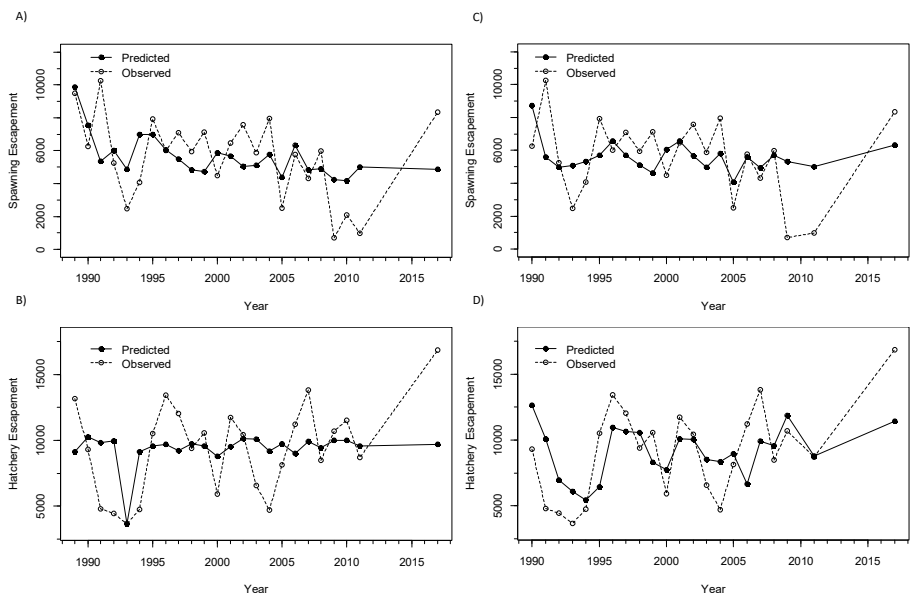 A)
Predicted
Observed
Spawning Escapement
0 2000 6000 10000
1990 1995 2000 2005 2010 2015
Year
C)
Predicted
Observed
Spawning Escapement
0 2000 6000 10000
1990 1995 2000 2005 2010 2015
Year
B)
Predicted
Observed
Hatchery Escapement
5000 10000 15000
1990 1995 2000 2005 2010 2015
Year
D)
Predicted
Observed
Hatchery Escapement
5000 10000 15000
1990 1995 2000 2005 2010 2015
Year